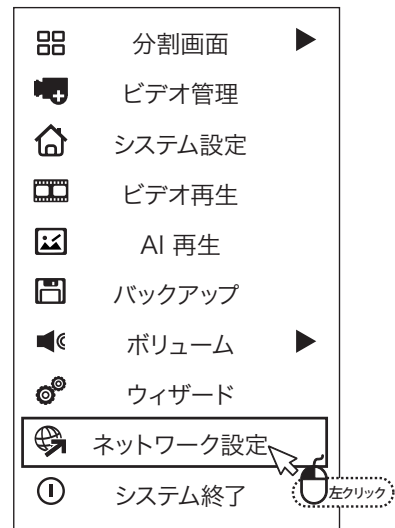 分割画面
ビデオ管理
システム設定
ビデオ再生
AI 再生
バックアップ
ボリューム
ウィザード
ネットワーク設定
システム終了
左クリック